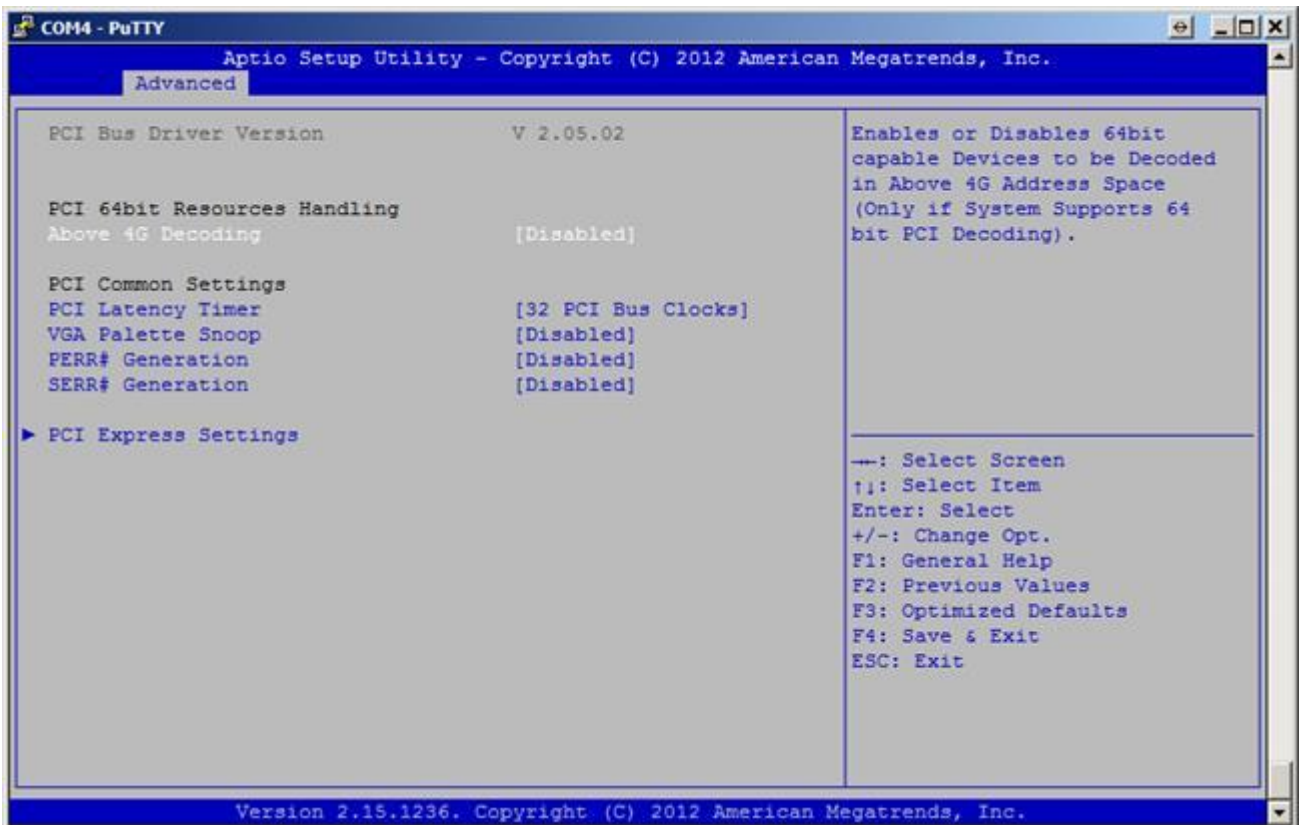 COM4 - PuTTY
Aptio Setup Utility - Copyright (C) 2012 American Megatrends, Inc.
Advanced
PCI Bus Driver Version V 2.05.02
PCI 64bit Resources Handling
Above 4G Decoding [Disabled]
PCI Common Settings
PCI Latency Timer [32 PCI Bus Clocks]
VGA Palette Snoop [Disabled]
PERR# Generation [Disabled]
SERR# Generation [Disabled]
► PCI Express Settings
Enables or Disables 64bit
capable Devices to be Decoded
in Above 4G Address Space
(Only if System Supports 64
bit PCI Decoding).
→←: Select Screen
↑↓: Select Item
Enter: Select
+/-: Change Opt.
F1: General Help
F2: Previous Values
F3: Optimized Defaults
F4: Save & Exit
ESC: Exit
Version 2.15.1236. Copyright (C) 2012 American Megatrends, Inc.